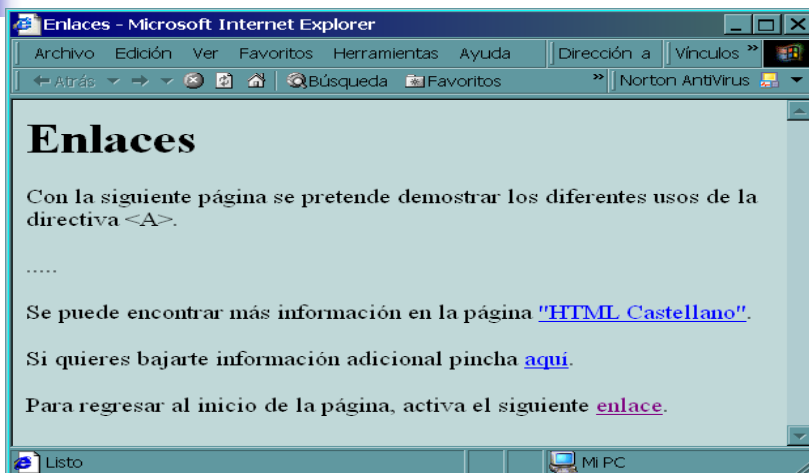 Enlaces - Microsoft Internet Explorer
Archivo Edición Ver Favoritos Herramientas Ayuda Dirección a Vínculos »
Atrás Búsqueda Favoritos » Norton AntiVirus
Enlaces
Con la siguiente página se pretende demostrar los diferentes usos de la
directiva <A>.
.....
Se puede encontrar más información en la página "HTML Castellano".
Si quieres bajarte información adicional pincha aquí.
Para regresar al inicio de la página, activa el siguiente enlace.
Listo Mi PC